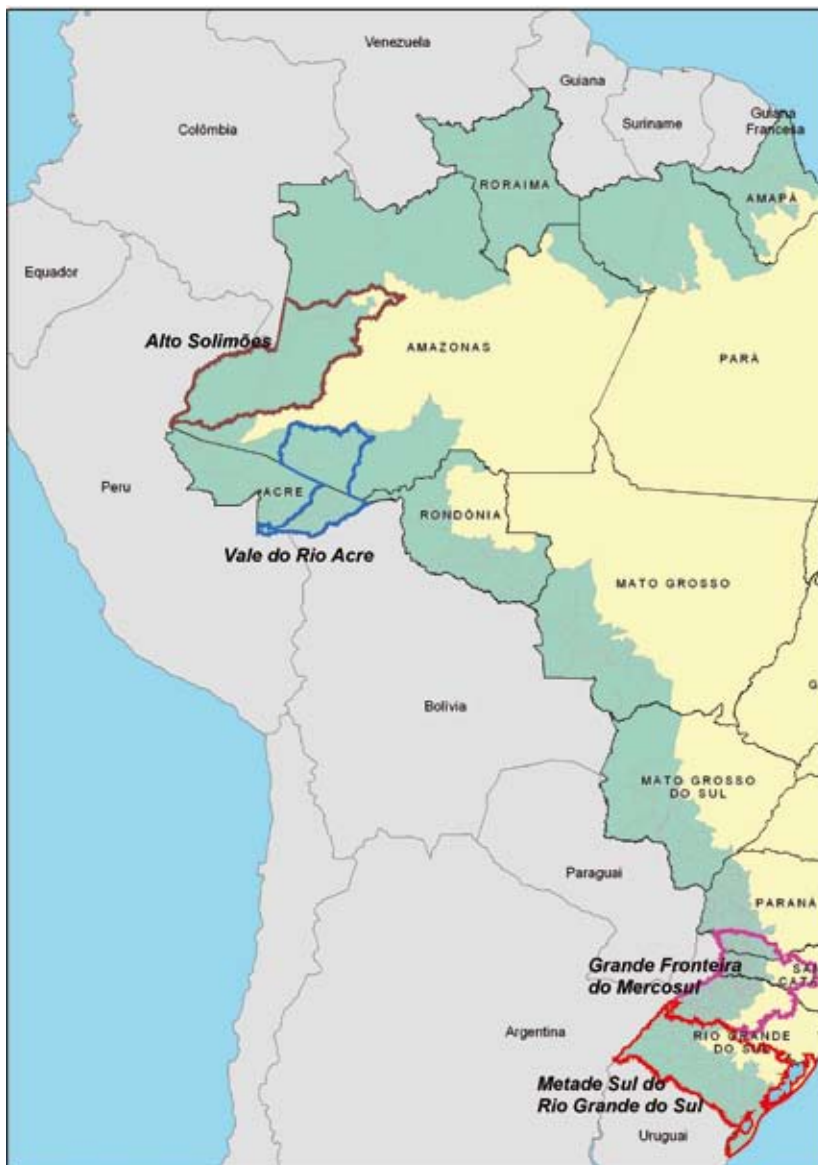 Venezuela
Guiana
Colômbia
Suriname
Guiana
Francesa
RORAIMA
AMAPÁ
Equador
Alto Solimões
AMAZONAS
PARÁ
Peru
ACRE
RONDÔNIA
Vale do Rio Acre
MATO GROSSO
G
Bolívia
MATO GROSSO
DO SUL
Paraguai
PARANÁ
Grande Fronteira
do Mercosul
SAN
CATA
Argentina
RIO GRANDE
DO SUL
Metade Sul do
Rio Grande do Sul
Uruguai